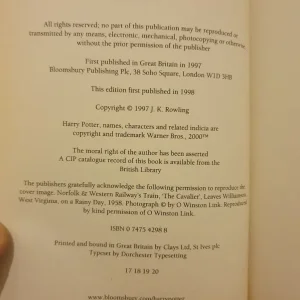 All rights reserved; no part of this publication may be reproduced or
transmitted by any means, electronic, mechanical, photocopying or otherwise
without the prior permission of the publisher
First published in Great Britain in 1997
Bloomsbury Publishing Plc, 38 Soho Square, London W1D 3HB
This edition first published in 1998
Copyright © 1997 J. K. Rowling
Harry Potter, names, characters and related indicia are
copyright and trademark Warner Bros., 2000™
The moral right of the author has been asserted
A CIP catalogue record of this book is available from the
British Library
The publishers gratefully acknowledge the following permission to reproduce the
cover image. Norfolk & Western Railway's Train, 'The Cavalier', Leaves Williamson
West Virginia, on a Rainy Day, 1958. Photograph © by O Winston Link. Reproduced
by kind permission of O Winston Link.
ISBN 0 7475 4298 8
Printed and bound in Great Britain by Clays Ltd, St Ives plc
Typeset by Dorchester Typesetting
17 18 19 20